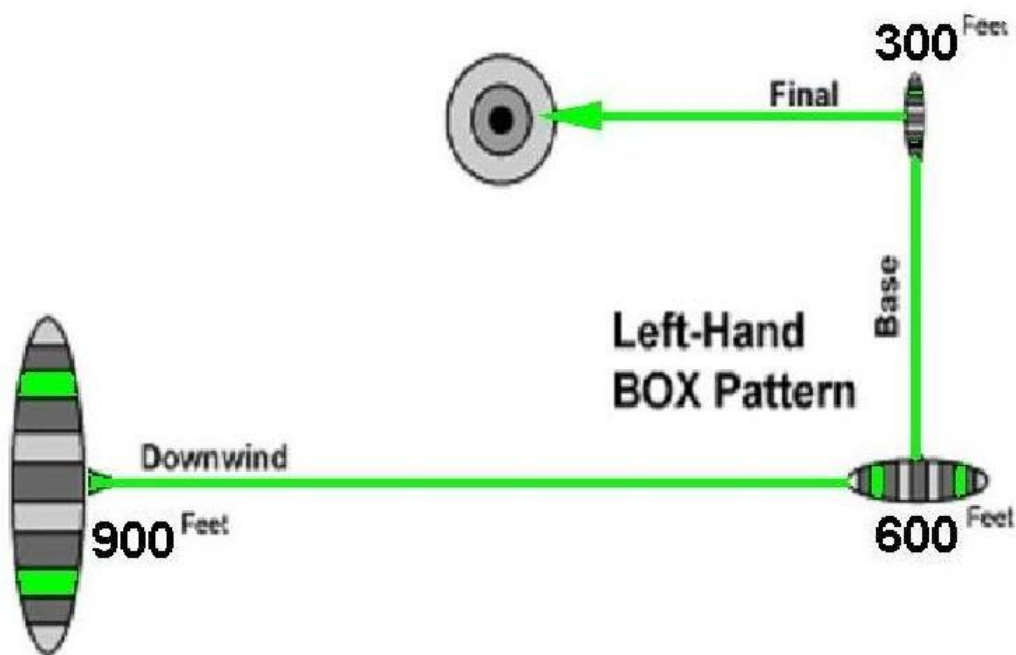 300 Feet
Final
Base
Left-Hand
BOX Pattern
Downwind
900 Feet
600 Feet